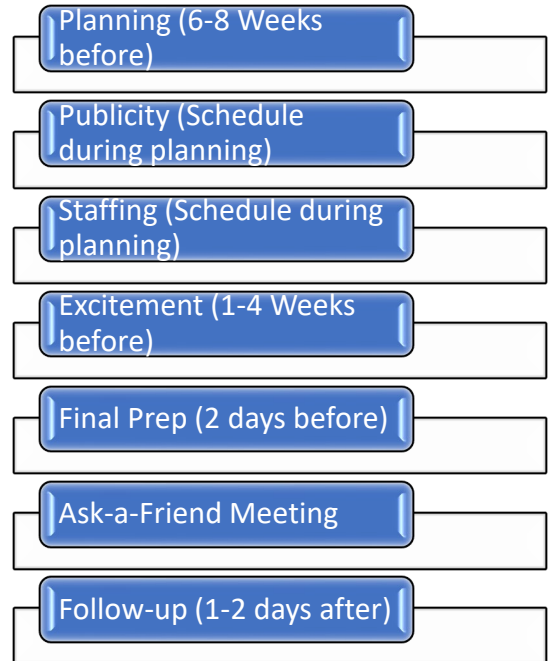 Planning (6-8 Weeks
before)
Publicity (Schedule
during planning)
Staffing (Schedule during
planning)
Excitement (1-4 Weeks
before)
Final Prep (2 days before)
Ask-a-Friend Meeting
Follow-up (1-2 days after)